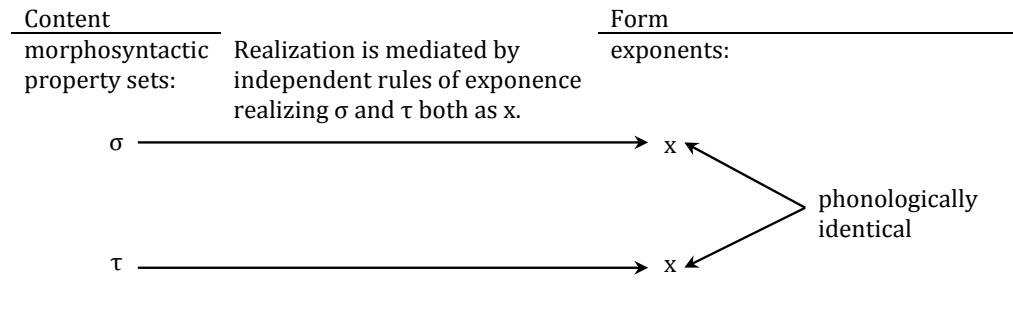 Content
Form
morphosyntactic
property sets:
Realization is mediated by
independent rules of exponence
realizing σ and τ both as x.
exponents:
σ
x
phonologically
identical
τ
x